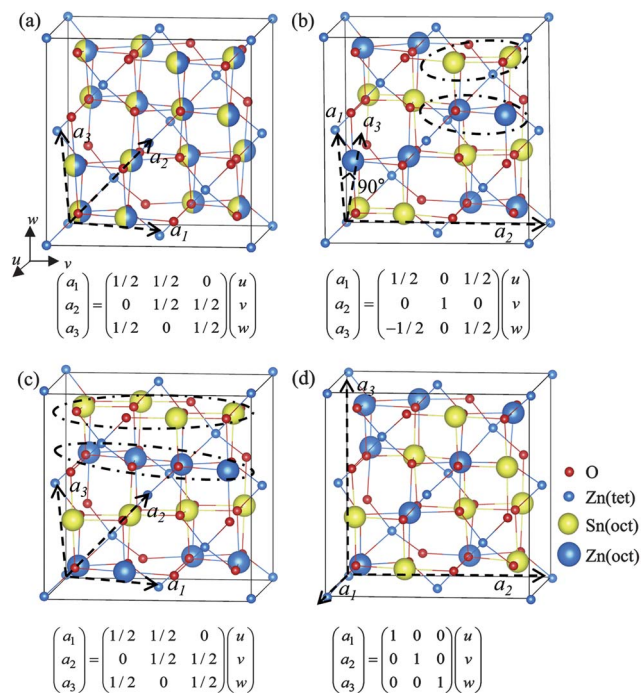 (a)
a₃
a₂
a₁
w
u
v
(a₁ a₂ a₃) = (1/2 1/2 0; 0 1/2 1/2; 1/2 0 1/2) (u v w)
(b)
a₁
a₃
90°
a₂
(a₁ a₂ a₃) = (1/2 0 1/2; 0 1 0; −1/2 0 1/2) (u v w)
(c)
a₃
a₂
a₁
(a₁ a₂ a₃) = (1/2 1/2 0; 0 1/2 1/2; 1/2 0 1/2) (u v w)
(d)
a₃
a₁
a₂
(a₁ a₂ a₃) = (1 0 0; 0 1 0; 0 0 1) (u v w)
O
Zn(tet)
Sn(oct)
Zn(oct)